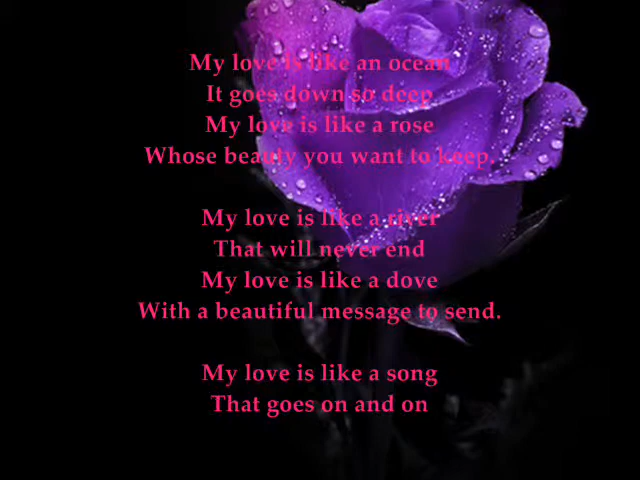 My love is like an ocean
It goes down so deep
My love is like a rose
Whose beauty you want to keep.
My love is like a river
That will never end
My love is like a dove
With a beautiful message to send.
My love is like a song
That goes on and on